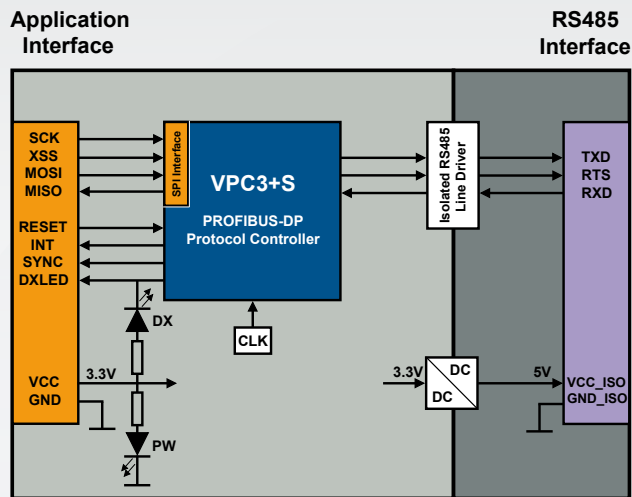 Application
Interface
RS485
Interface
SCK
XSS
MOSI
MISO
RESET
INT
SYNC
DXLED
VCC
GND
SPI Interface
VPC3+S
PROFIBUS-DP
Protocol Controller
CLK
DX
3.3V
PW
Isolated RS485
Line Driver
3.3V
DC
DC
5V
TXD
RTS
RXD
VCC_ISO
GND_ISO